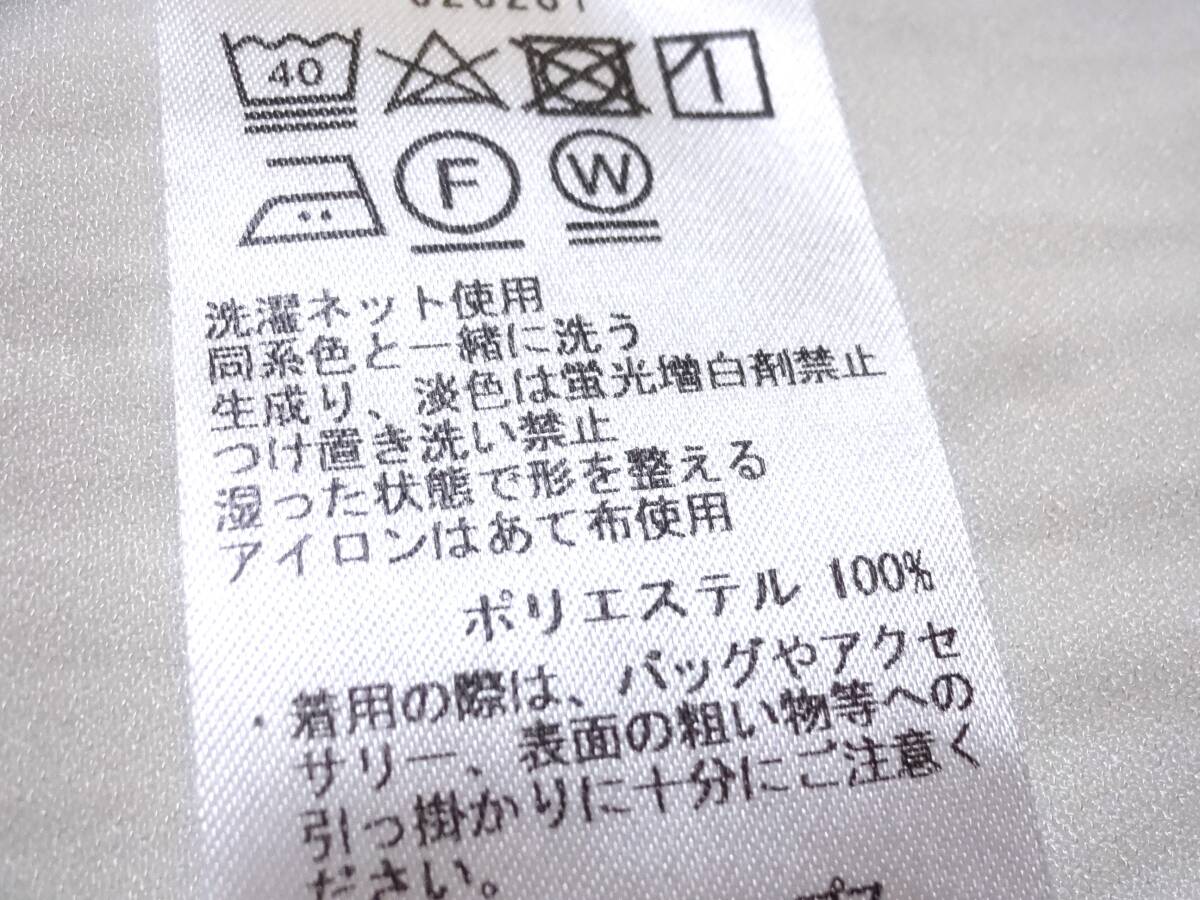 40
F W
洗濯ネット使用
同系色と一緒に洗う
生成り、淡色は蛍光増白剤禁止
つけ置き洗い禁止
湿った状態で形を整える
アイロンはあて布使用
ポリエステル 100%
・着用の際は、バッグやアクセ
サリー、表面の粗い物等への
引っ掛かりに十分にご注意く
ださい。